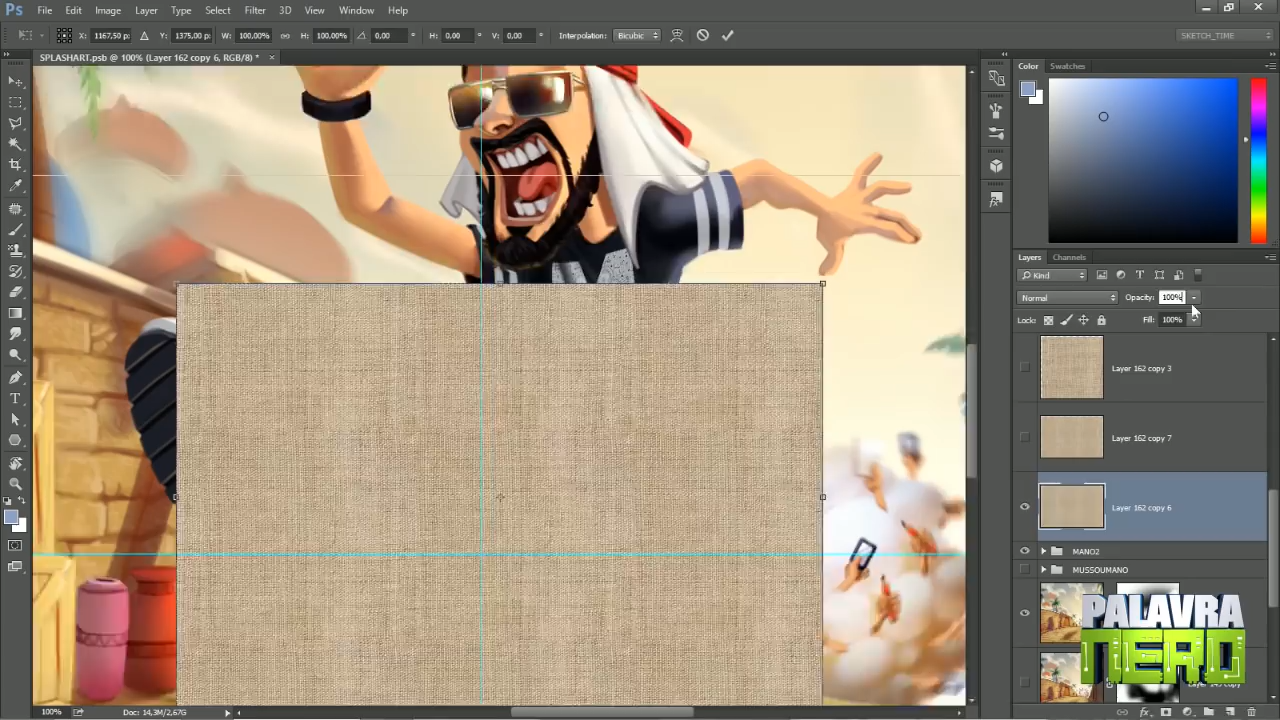 Ps File Edit Image Layer Type Select Filter 3D View Window Help
X: 1167,50 p: Y: 1375,00 p: W: 100,00% H: 100,00% 0,00 ° H: 0,00 ° V: 0,00 ° Interpolation: Bicubic SKETCH_TIME
SPLASHART.psb @ 100% (Layer 162 copy 6, RGB/8) * ×
Color Swatches
Layers Channels
Kind
Normal Opacity: 100%
Lock: Fill: 100%
Layer 162 copy 3
Layer 162 copy 7
Layer 162 copy 6
MANO2
MUSSOUMANO
PALAVRA
NERD
100% Doc: 14,3M/2,67G